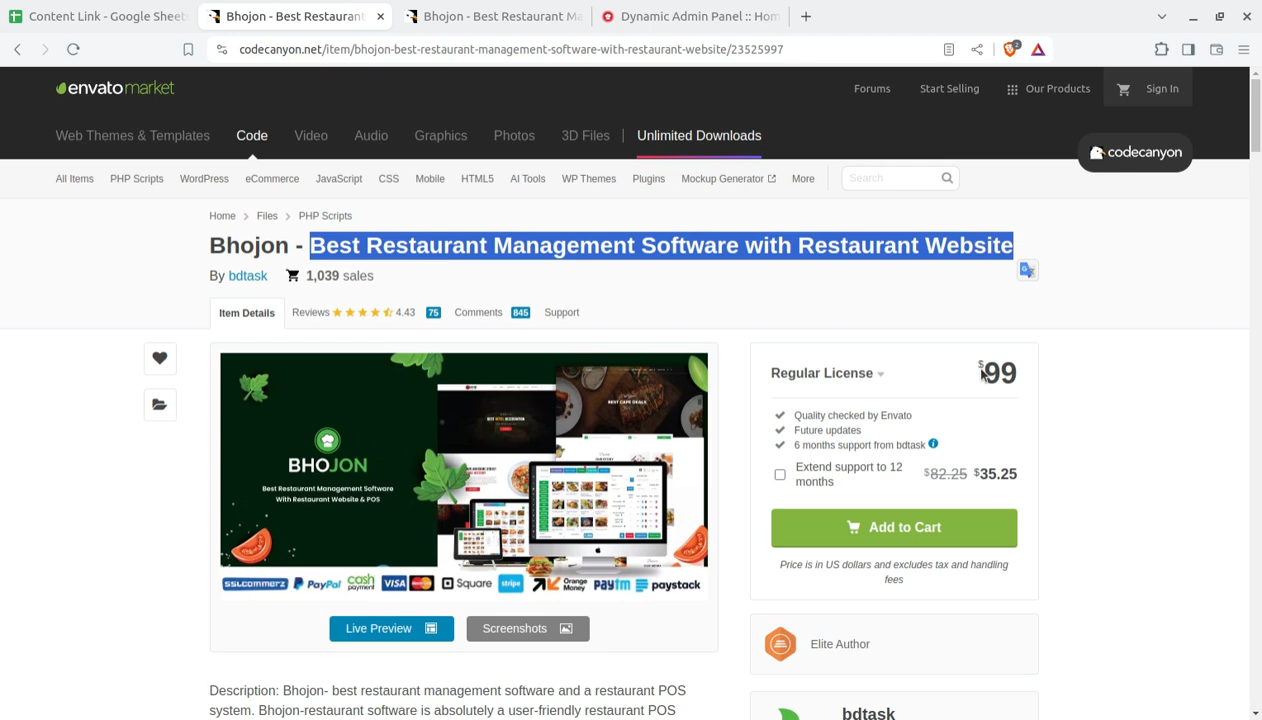 Content Link - Google Sheets
Bhojon - Best Restaurant
Bhojon - Best Restaurant Ma
Dynamic Admin Panel :: Hom
codecanyon.net/item/bhojon-best-restaurant-management-software-with-restaurant-website/23525997
envatomarket
Forums
Start Selling
Our Products
Sign In
Web Themes & Templates
Code
Video
Audio
Graphics
Photos
3D Files
Unlimited Downloads
codecanyon
All Items
PHP Scripts
WordPress
eCommerce
JavaScript
CSS
Mobile
HTML5
AI Tools
WP Themes
Plugins
Mockup Generator
More
Search
Home > Files > PHP Scripts
Bhojon - Best Restaurant Management Software with Restaurant Website
By bdtask 1,039 sales
Item Details
Reviews 4.43 75
Comments 845
Support
BHOJON
Best Restaurant Management Software
With Restaurant Website & POS
SSLCOMMERZ PayPal cash payment VISA MasterCard Square stripe Orange Money paytm paystack
Live Preview
Screenshots
Description: Bhojon- best restaurant management software and a restaurant POS
system. Bhojon-restaurant software is absolutely a user-friendly restaurant POS
Regular License
$99
Quality checked by Envato
Future updates
6 months support from bdtask
Extend support to 12
months
$82.25 $35.25
Add to Cart
Price is in US dollars and excludes tax and handling
fees
Elite Author
bdtask